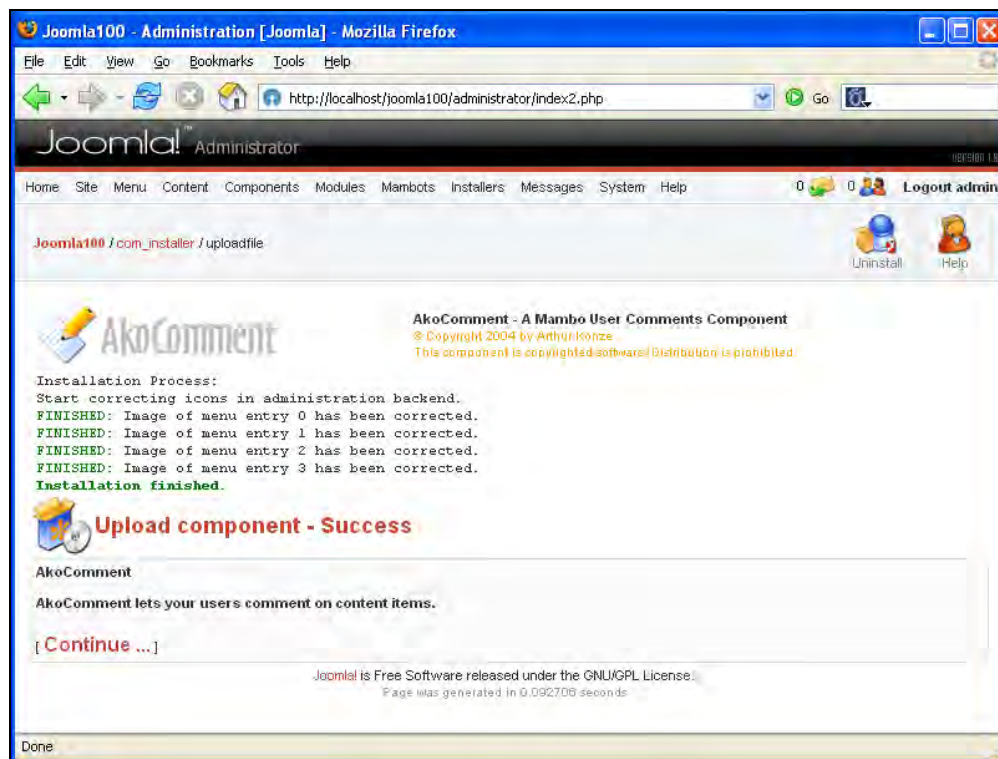 Joomla100 - Administration [Joomla] - Mozilla Firefox
File Edit View Go Bookmarks Tools Help
http://localhost/joomla100/administrator/index2.php Go
Joomla!™ Administrator
VERSION 1.0
Home Site Menu Content Components Modules Mambots Installers Messages System Help 0 0 Logout admin
Joomla100 / com_installer / uploadfile
Uninstall Help
AkoComment
AkoComment - A Mambo User Comments Component
© Copyright 2004 by Arthur Konze
This component is copyrighted software! Distribution is prohibited.
Installation Process:
Start correcting icons in administration backend.
FINISHED: Image of menu entry 0 has been corrected.
FINISHED: Image of menu entry 1 has been corrected.
FINISHED: Image of menu entry 2 has been corrected.
FINISHED: Image of menu entry 3 has been corrected.
Installation finished.
Upload component - Success
AkoComment
AkoComment lets your users comment on content items.
[ Continue ... ]
Joomla! is Free Software released under the GNU/GPL License.
Page was generated in 0.092706 seconds
Done